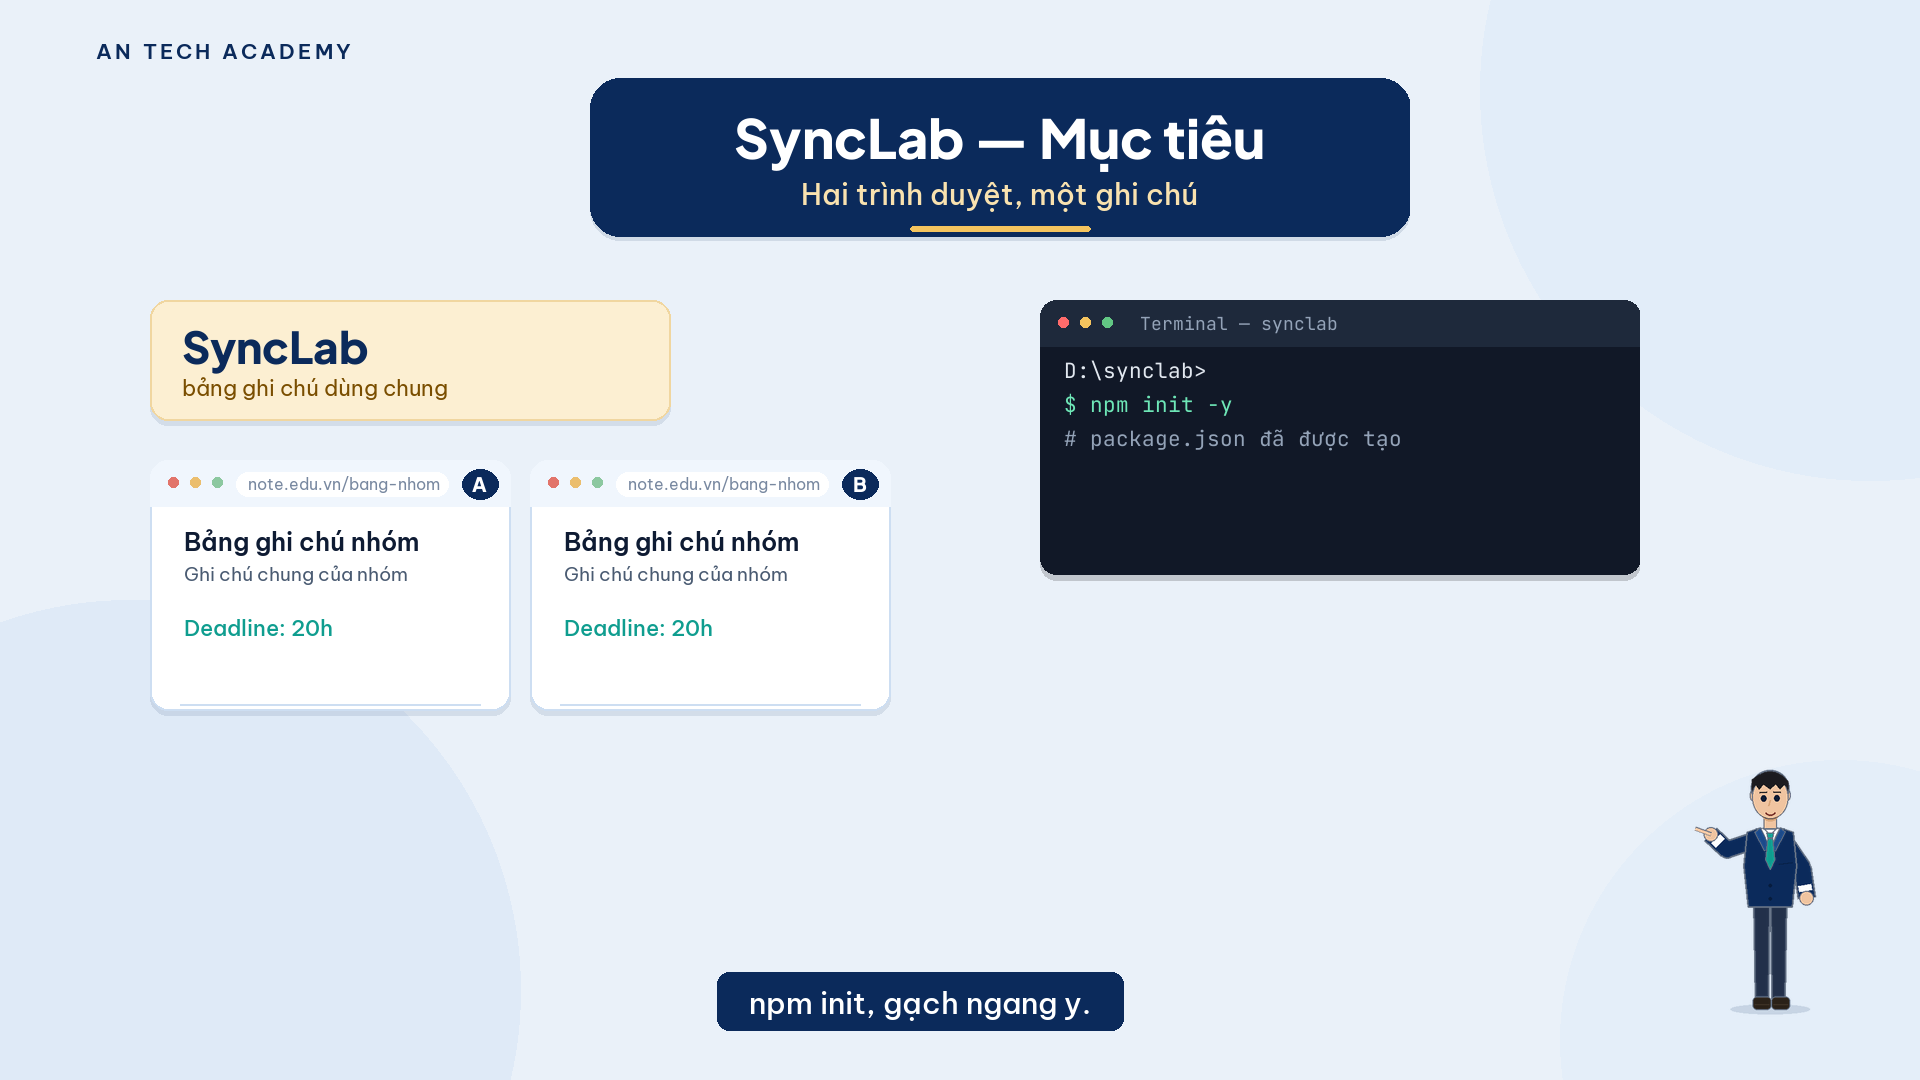 AN TECH ACADEMY
SyncLab — Mục tiêu
Hai trình duyệt, một ghi chú
SyncLab
bảng ghi chú dùng chung
note.edu.vn/bang-nhom A
Bảng ghi chú nhóm
Ghi chú chung của nhóm
Deadline: 20h
note.edu.vn/bang-nhom B
Bảng ghi chú nhóm
Ghi chú chung của nhóm
Deadline: 20h
Terminal — synclab
D:\synclab>
$ npm init -y
# package.json đã được tạo
npm init, gạch ngang y.